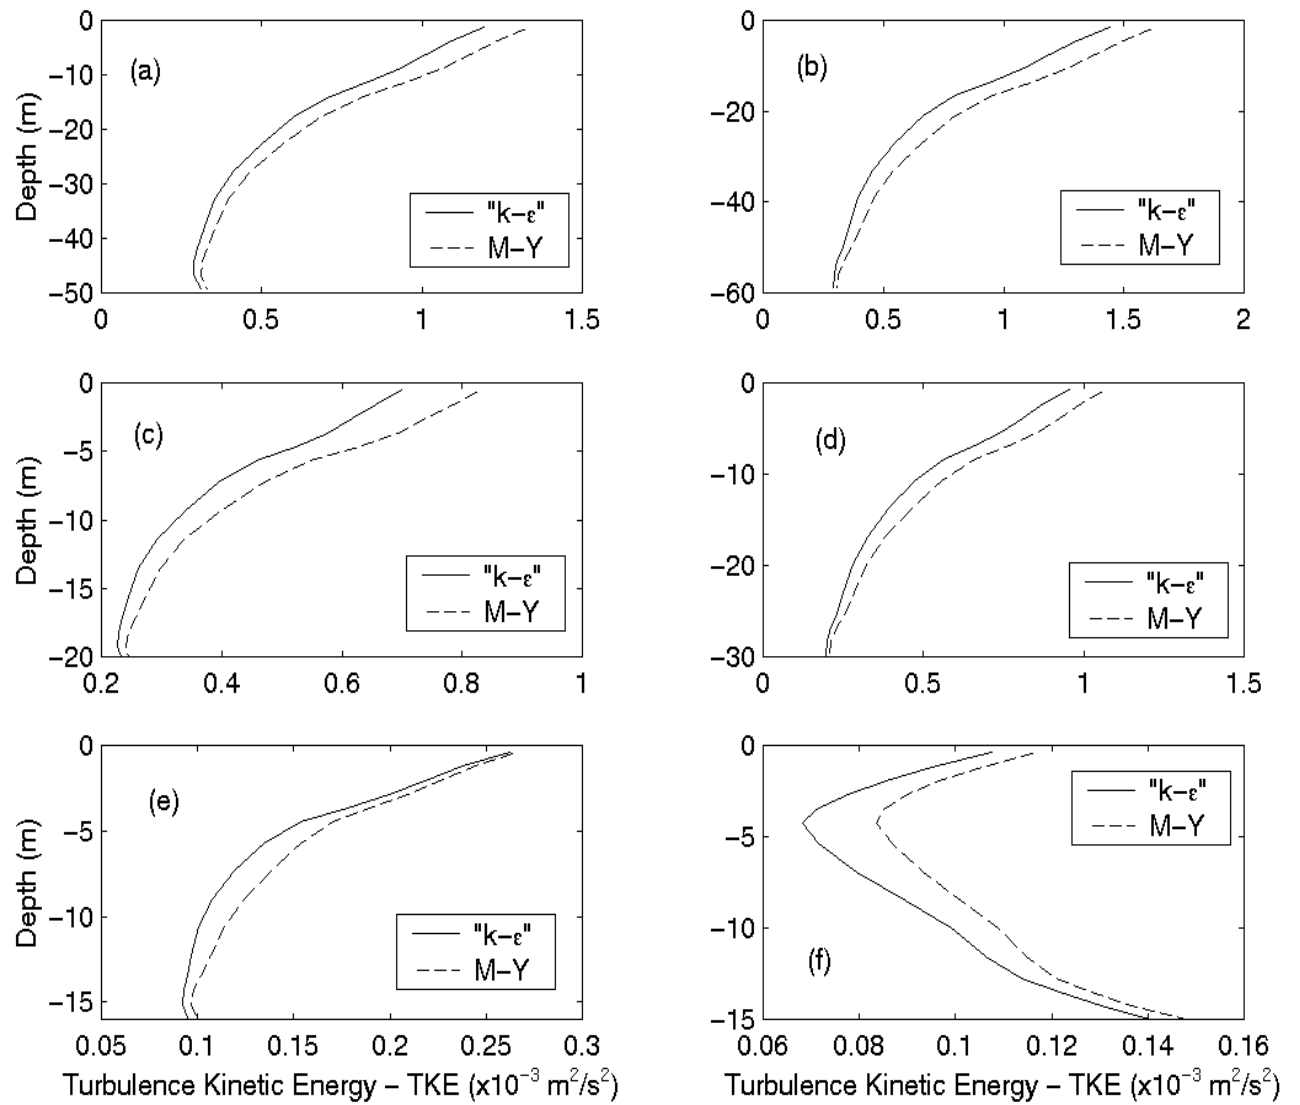 0
−10
−20
−30
−40
−50
Depth (m)
(a)
"k−ε"
M−Y
0 0.5 1 1.5
0
−20
−40
−60
(b)
"k−ε"
M−Y
0 0.5 1 1.5 2
0
−5
−10
−15
−20
Depth (m)
(c)
"k−ε"
M−Y
0.2 0.4 0.6 0.8 1
0
−10
−20
−30
(d)
"k−ε"
M−Y
0 0.5 1 1.5
0
−5
−10
−15
Depth (m)
(e)
"k−ε"
M−Y
0.05 0.1 0.15 0.2 0.25 0.3
Turbulence Kinetic Energy − TKE (x10⁻³ m²/s²)
0
−5
−10
−15
(f)
"k−ε"
M−Y
0.06 0.08 0.1 0.12 0.14 0.16
Turbulence Kinetic Energy − TKE (x10⁻³ m²/s²)